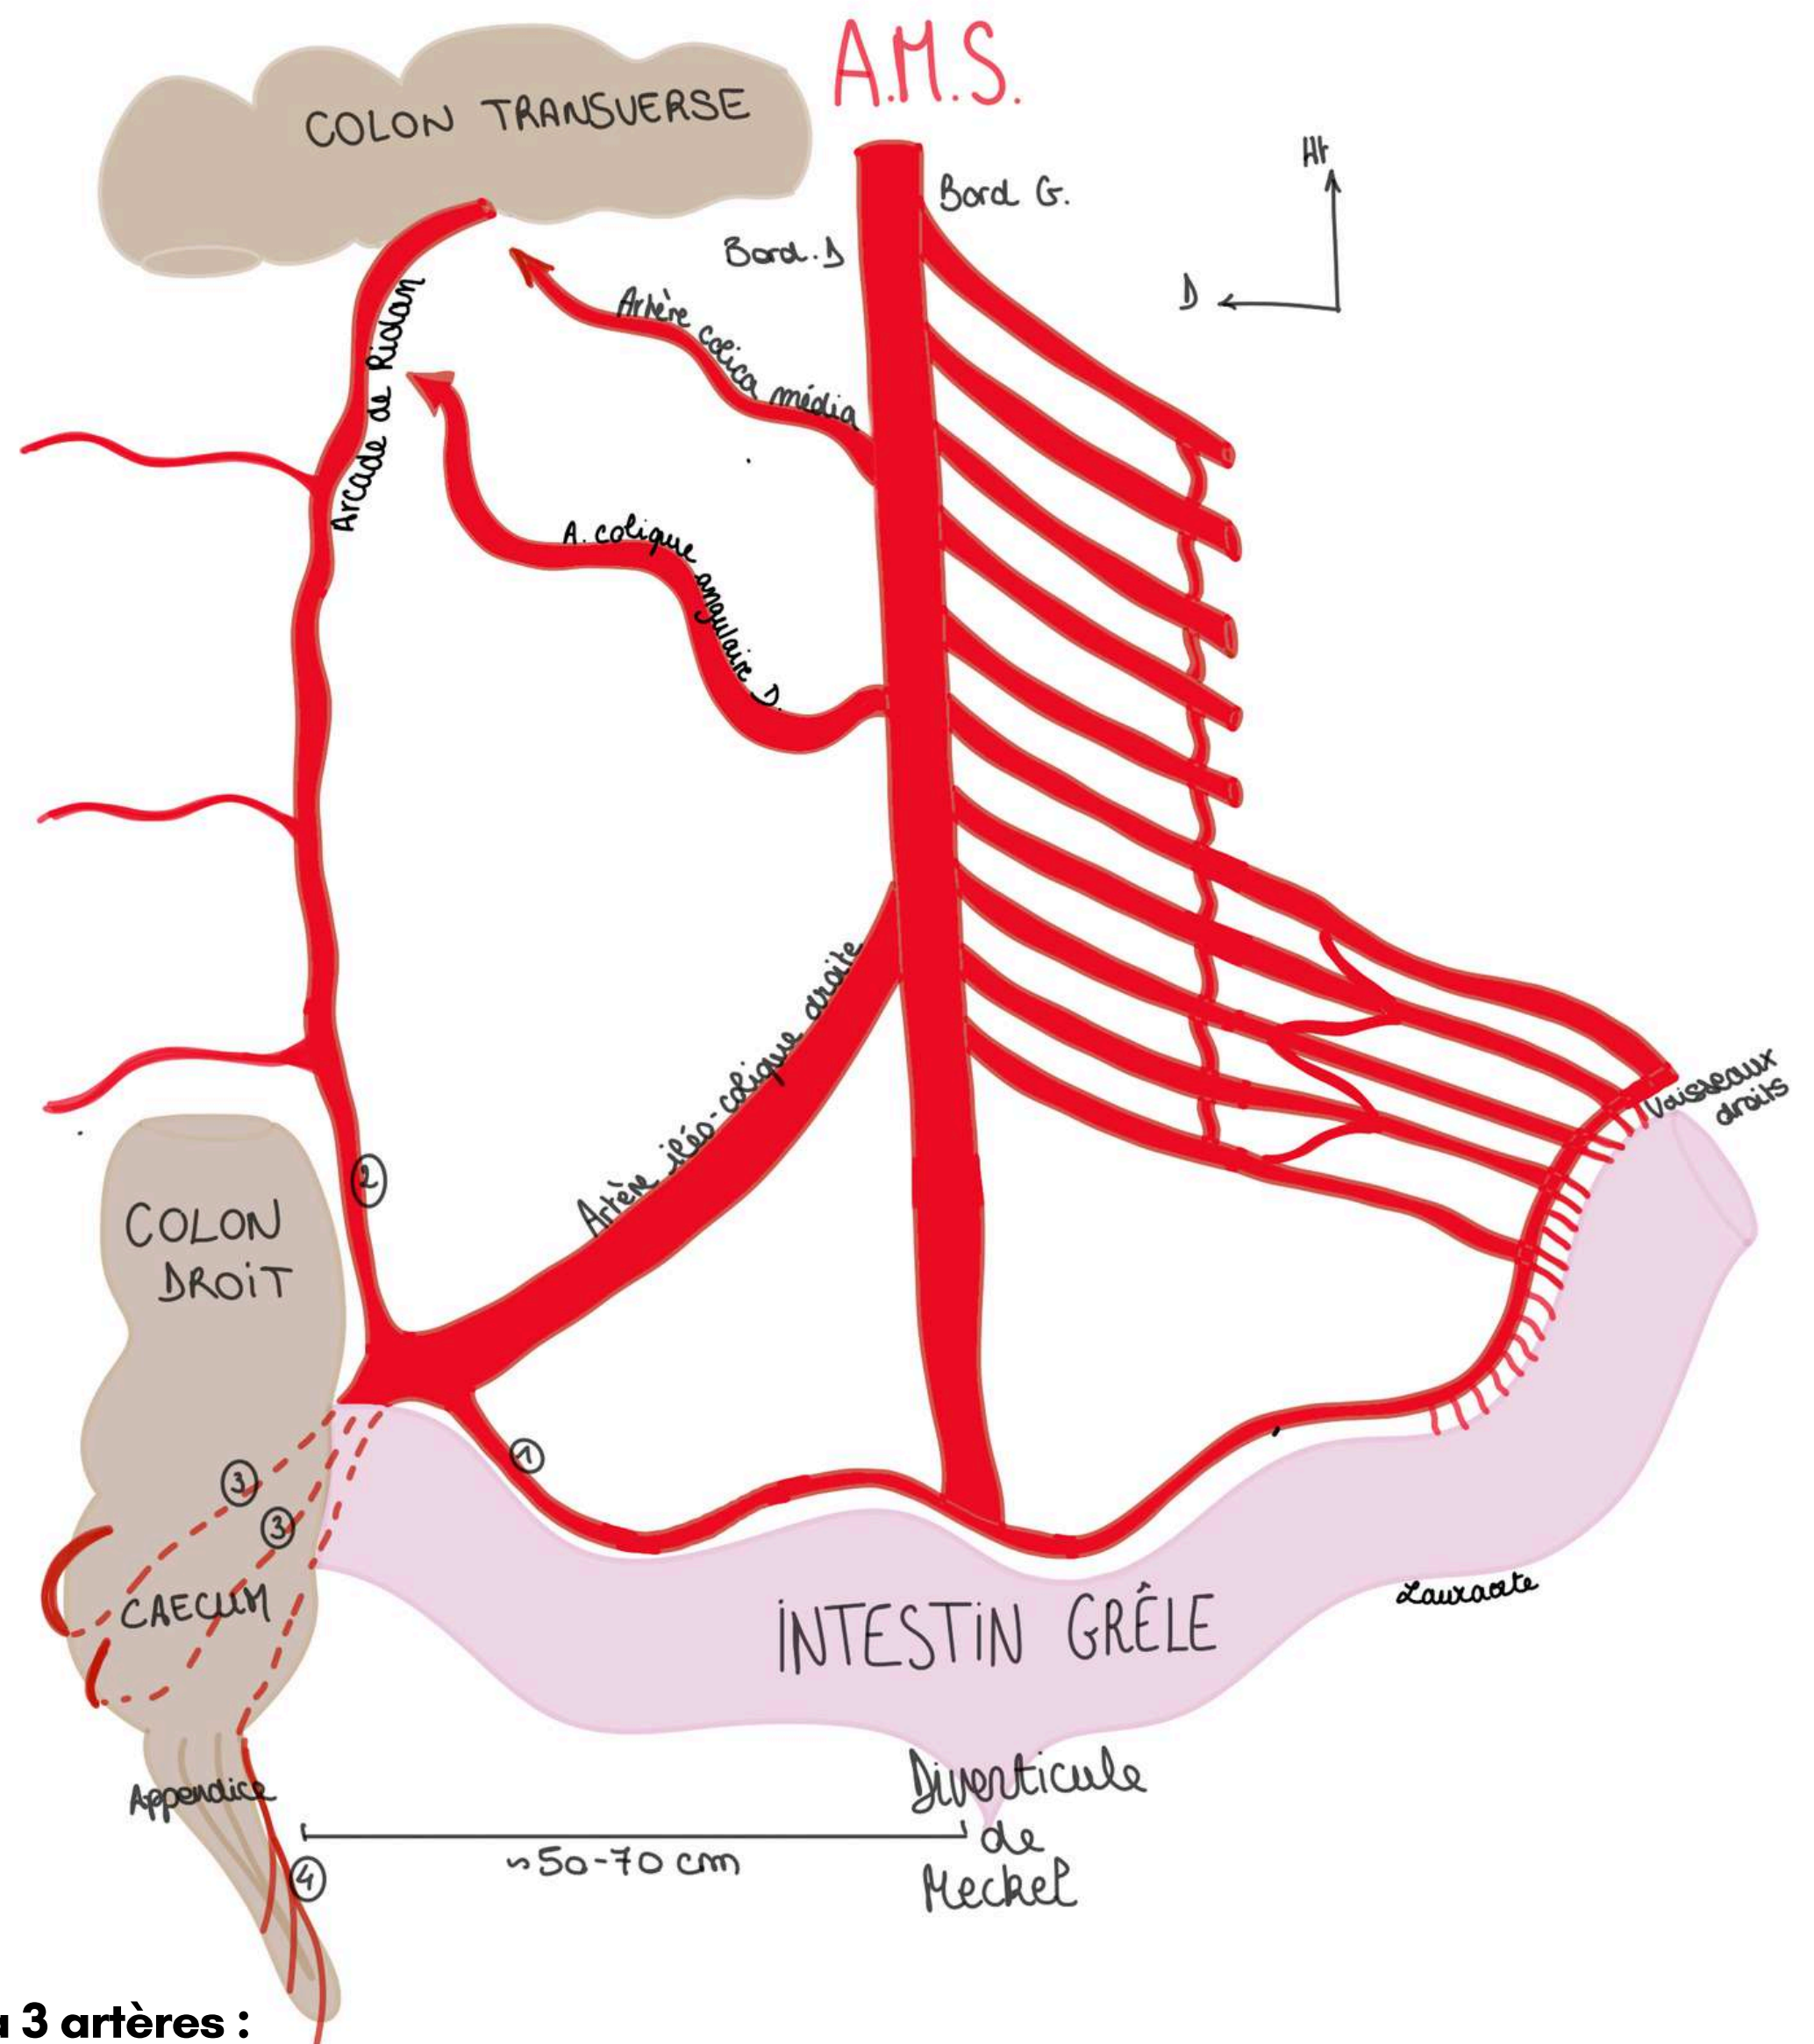 A.M.S.
COLON TRANSVERSE
Ht
Bord G.
Bord. D
D
Artère colica média
Arcade de Riolan
A. colique angulaire D.
Artère iléo-colique droite
Vaisseaux
droits
2
COLON
DROIT
1
3
3
CAECUM
INTESTIN GRÊLE
Lauracote
Appendice
Diverticule
de
Meckel
~50-70 cm
4
3 artères :